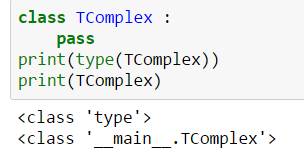 class TComplex :
    pass
print(type(TComplex))
print(TComplex)
<class 'type'>
<class '__main__.TComplex'>